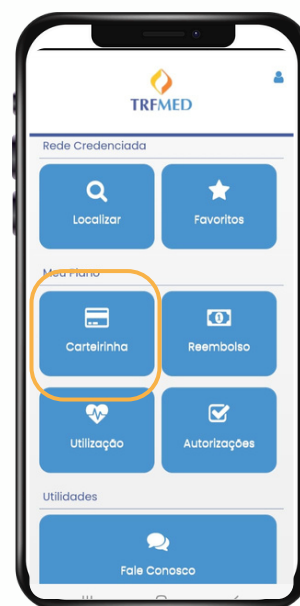 TRFMED
Rede Credenciada
Localizar
Favoritos
Meu Plano
Carteirinha
Reembolso
Utilização
Autorizações
Utilidades
Fale Conosco